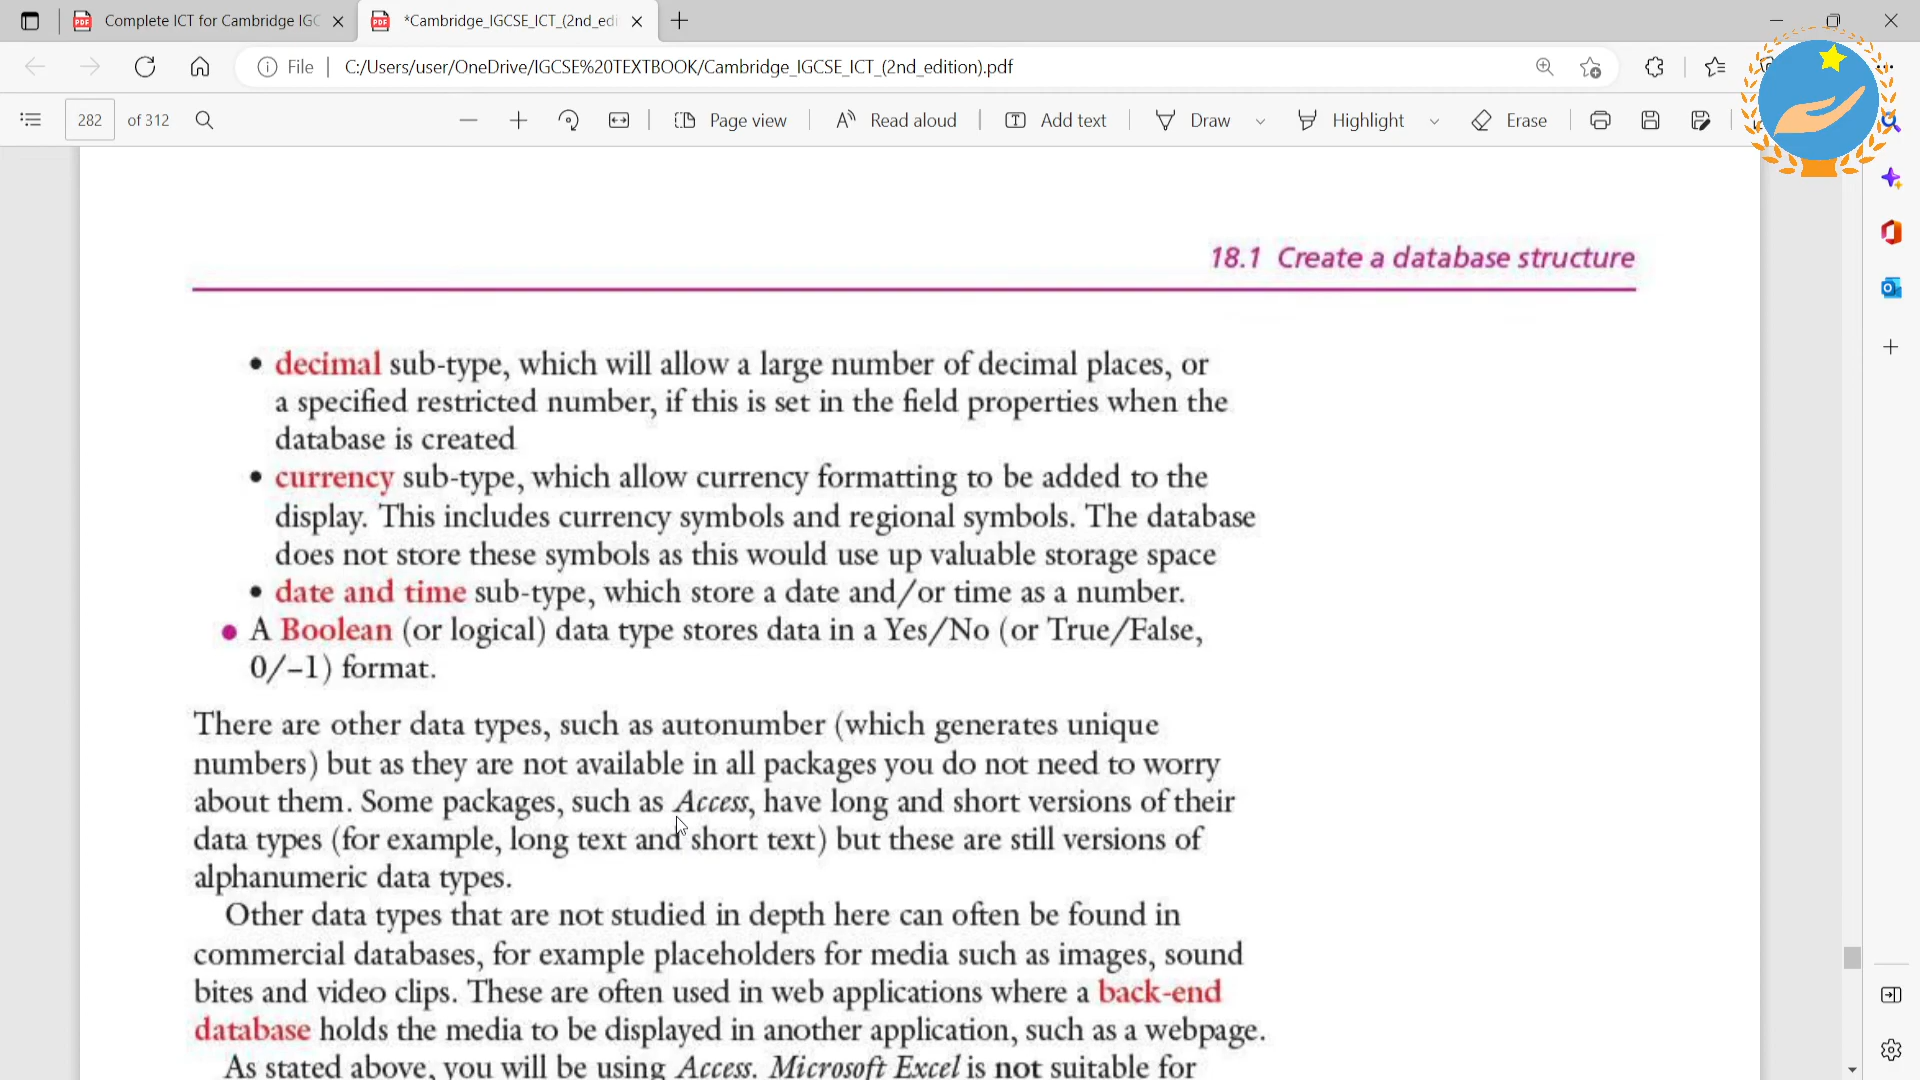 Complete ICT for Cambridge IGC
*Cambridge_IGCSE_ICT_(2nd_edi
File
C:/Users/user/OneDrive/IGCSE%20TEXTBOOK/Cambridge_IGCSE_ICT_(2nd_edition).pdf
282 of 312
Page view
Read aloud
Add text
Draw
Highlight
Erase
18.1 Create a database structure
• decimal sub-type, which will allow a large number of decimal places, or
a specified restricted number, if this is set in the field properties when the
database is created
• currency sub-type, which allow currency formatting to be added to the
display. This includes currency symbols and regional symbols. The database
does not store these symbols as this would use up valuable storage space
• date and time sub-type, which store a date and/or time as a number.
● A Boolean (or logical) data type stores data in a Yes/No (or True/False,
0/–1) format.
There are other data types, such as autonumber (which generates unique
numbers) but as they are not available in all packages you do not need to worry
about them. Some packages, such as Access, have long and short versions of their
data types (for example, long text and short text) but these are still versions of
alphanumeric data types.
Other data types that are not studied in depth here can often be found in
commercial databases, for example placeholders for media such as images, sound
bites and video clips. These are often used in web applications where a back-end
database holds the media to be displayed in another application, such as a webpage.
As stated above, you will be using Access. Microsoft Excel is not suitable for